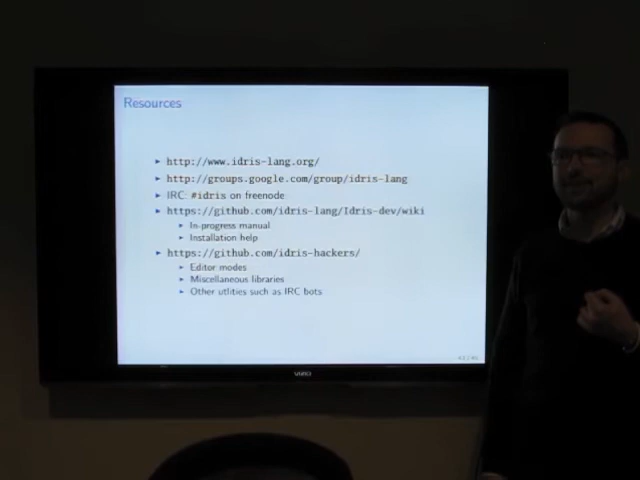 Resources
http://www.idris-lang.org/
http://groups.google.com/group/idris-lang
IRC: #idris on freenode
https://github.com/idris-lang/Idris-dev/wiki
In-progress manual
Installation help
https://github.com/idris-hackers/
Editor modes
Miscellaneous libraries
Other utlities such as IRC bots
VIZIO